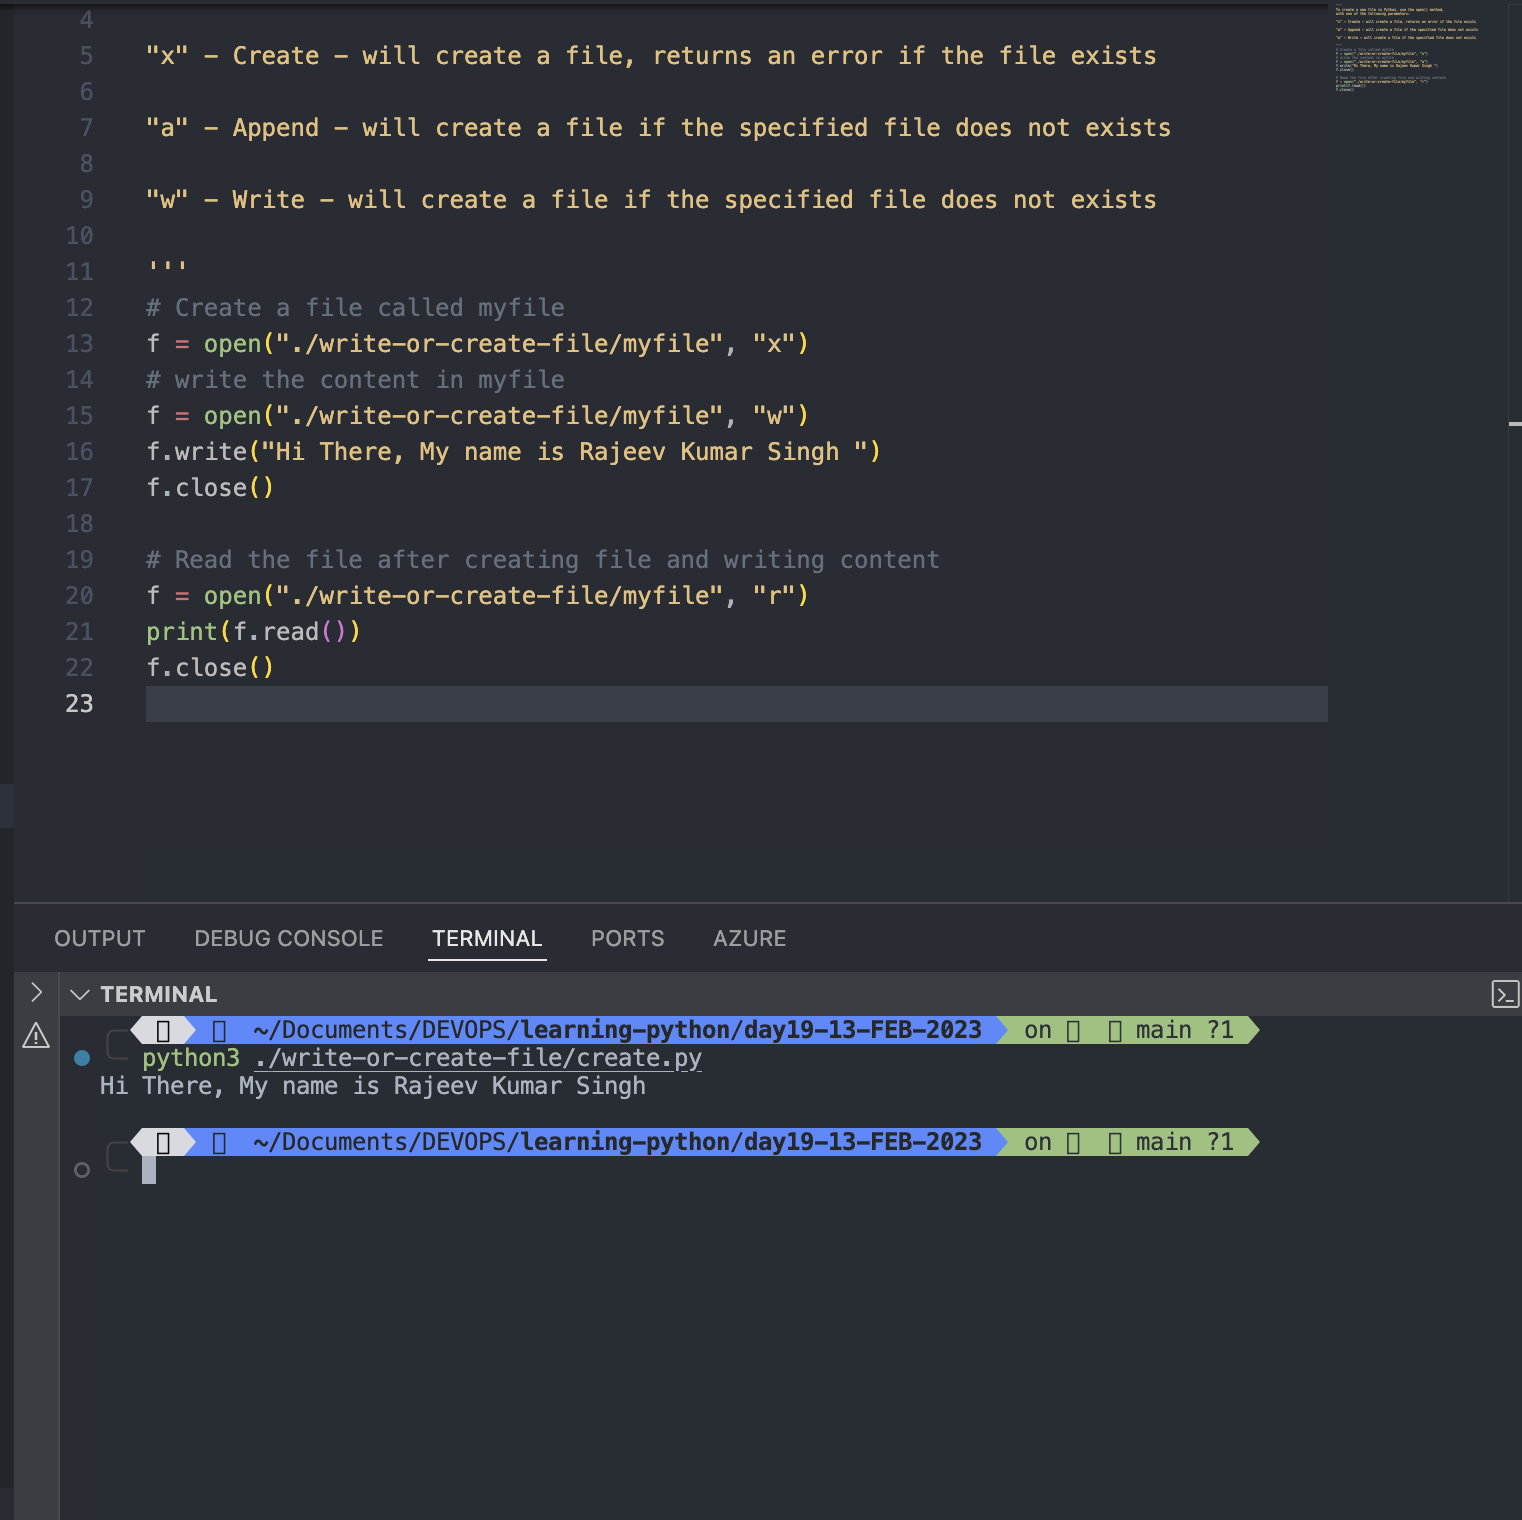 4
5 "x" - Create - will create a file, returns an error if the file exists
6
7 "a" - Append - will create a file if the specified file does not exists
8
9 "w" - Write - will create a file if the specified file does not exists
10
11 '''
12 # Create a file called myfile
13 f = open("./write-or-create-file/myfile", "x")
14 # write the content in myfile
15 f = open("./write-or-create-file/myfile", "w")
16 f.write("Hi There, My name is Rajeev Kumar Singh ")
17 f.close()
18
19 # Read the file after creating file and writing content
20 f = open("./write-or-create-file/myfile", "r")
21 print(f.read())
22 f.close()
23
OUTPUT DEBUG CONSOLE TERMINAL PORTS AZURE
TERMINAL
~/Documents/DEVOPS/learning-python/day19-13-FEB-2023 on main ?1
python3 ./write-or-create-file/create.py
Hi There, My name is Rajeev Kumar Singh
~/Documents/DEVOPS/learning-python/day19-13-FEB-2023 on main ?1